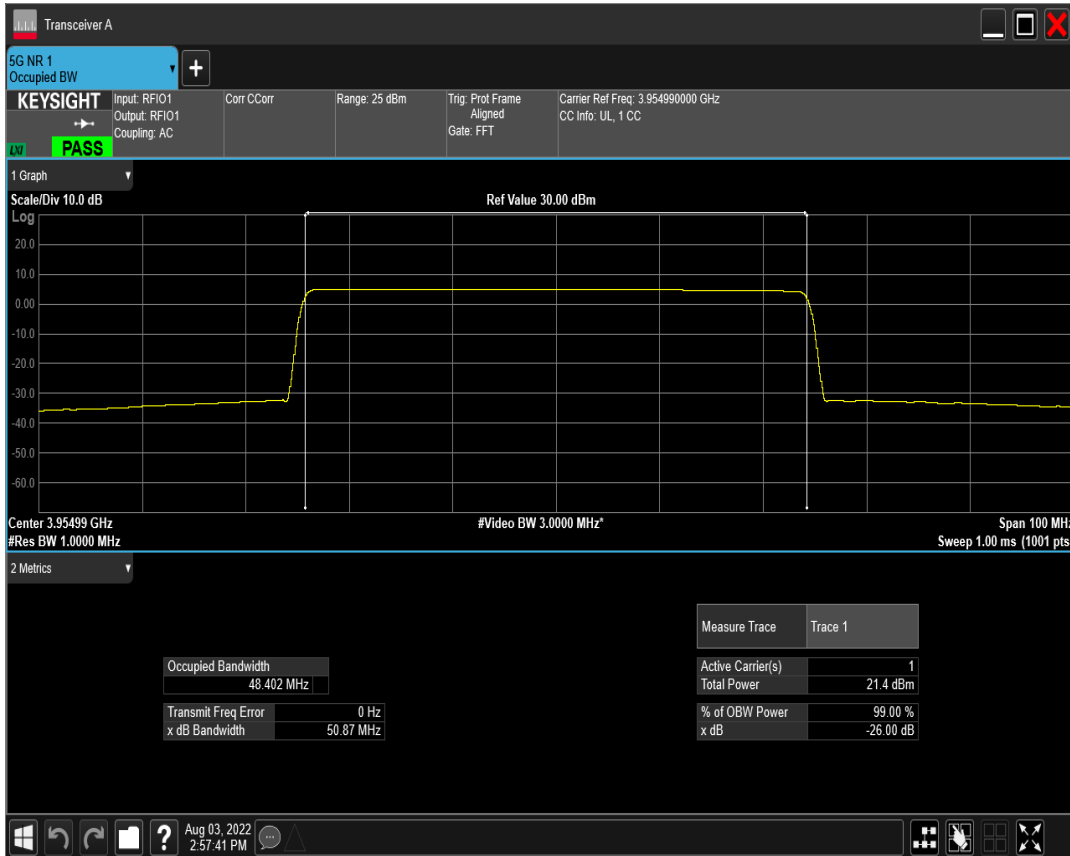 Transceiver A
5G NR 1
Occupied BW
KEYSIGHT
Input: RFIO1
Output: RFIO1
Coupling: AC
LXI
PASS
Corr CCorr
Range: 25 dBm
Trig: Prot Frame
Aligned
Gate: FFT
Carrier Ref Freq: 3.954990000 GHz
CC Info: UL, 1 CC
1 Graph
Scale/Div 10.0 dB
Ref Value 30.00 dBm
Log
20.0
10.0
0.00
-10.0
-20.0
-30.0
-40.0
-50.0
-60.0
Center 3.95499 GHz
#Video BW 3.0000 MHz*
Span 100 MHz
#Res BW 1.0000 MHz
Sweep 1.00 ms (1001 pts
2 Metrics
Measure Trace Trace 1
Occupied Bandwidth
48.402 MHz
Active Carrier(s) 1
Total Power 21.4 dBm
Transmit Freq Error 0 Hz
x dB Bandwidth 50.87 MHz
% of OBW Power 99.00 %
x dB -26.00 dB
?
Aug 03, 2022
2:57:41 PM